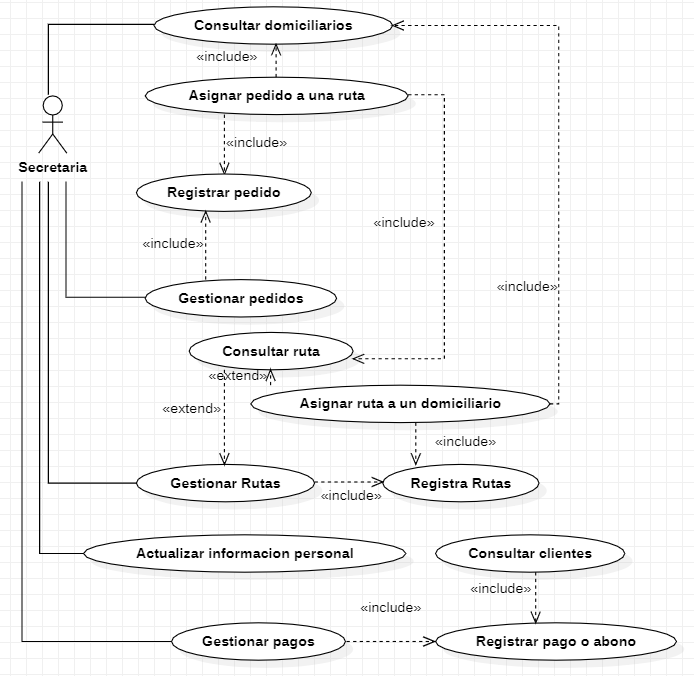 Consultar domiciliarios
«include»
Asignar pedido a una ruta
«include»
Secretaria
Registrar pedido
«include»
«include»
«include»
Gestionar pedidos
Consultar ruta
«extend»
Asignar ruta a un domiciliario
«extend»
«include»
Gestionar Rutas
Registra Rutas
«include»
Actualizar informacion personal
Consultar clientes
«include»
«include»
Gestionar pagos
Registrar pago o abono